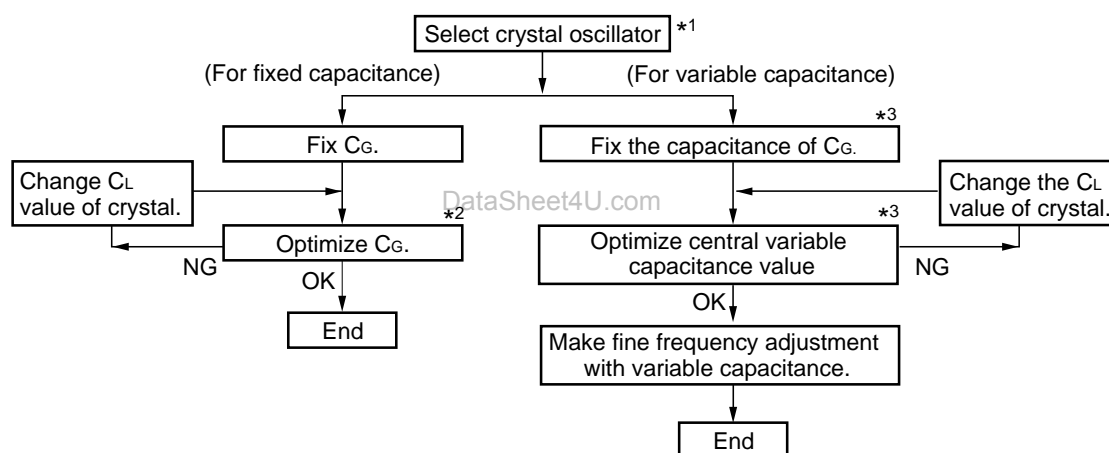 Select crystal oscillator *1
(For fixed capacitance) (For variable capacitance)
*3
Fix CG. Fix the capacitance of CG.
Change CL
value of crystal.
Change the CL
value of crystal.
DataSheet4U.com
*2 *3
Optimize CG.
Optimize central variable
capacitance value
NG NG
OK OK
End
Make fine frequency adjustment
with variable capacitance.
End